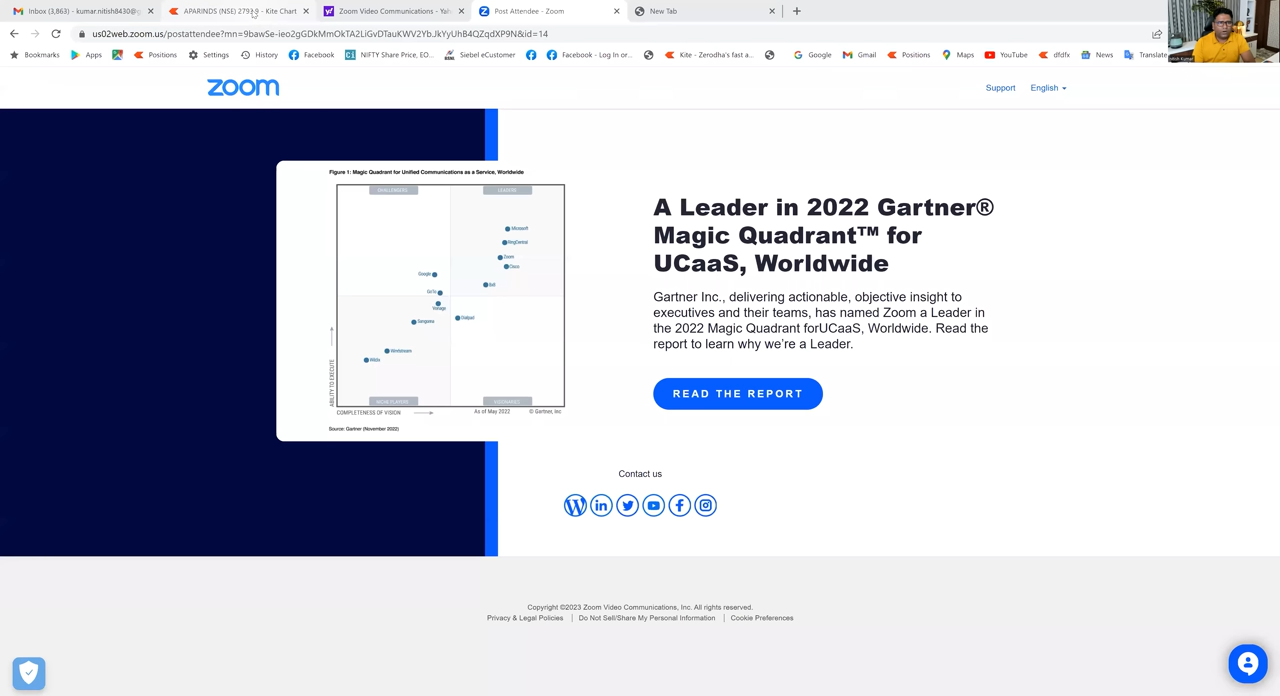 Inbox (3,863) - kumar.nitish8430@g
APARINDS (NSE) 2793.9 - Kite Chart
Zoom Video Communications - Ya
Post Attendee - Zoom
New Tab
us02web.zoom.us/postattendee?mn=9bawSe-ieo2gGDkMmOkTA2LiGvDTauKWV2YbJkYyUhB4QZqdXP9N&id=14
Bookmarks
Apps
Positions
Settings
History
Facebook
NIFTY Share Price, EO...
Siebel eCustomer
Facebook - Log In or...
Kite - Zerodha's fast a...
Google
Gmail
Positions
Maps
YouTube
dfdfx
News
Translate
zoom
Support
English
Figure 1: Magic Quadrant for Unified Communications as a Service, Worldwide
CHALLENGERS
LEADERS
Microsoft
RingCentral
Zoom
Cisco
Google
8x8
GoTo
Vonage
Sangoma
Dialpad
Windstream
Wildix
ABILITY TO EXECUTE
NICHE PLAYERS
VISIONARIES
COMPLETENESS OF VISION
As of May 2022
© Gartner, Inc
Source: Gartner (November 2022)
A Leader in 2022 Gartner®
Magic Quadrant™ for
UCaaS, Worldwide
Gartner Inc., delivering actionable, objective insight to
executives and their teams, has named Zoom a Leader in
the 2022 Magic Quadrant forUCaaS, Worldwide. Read the
report to learn why we're a Leader.
READ THE REPORT
Contact us
Copyright ©2023 Zoom Video Communications, Inc. All rights reserved.
Privacy & Legal Policies | Do Not Sell/Share My Personal Information | Cookie Preferences